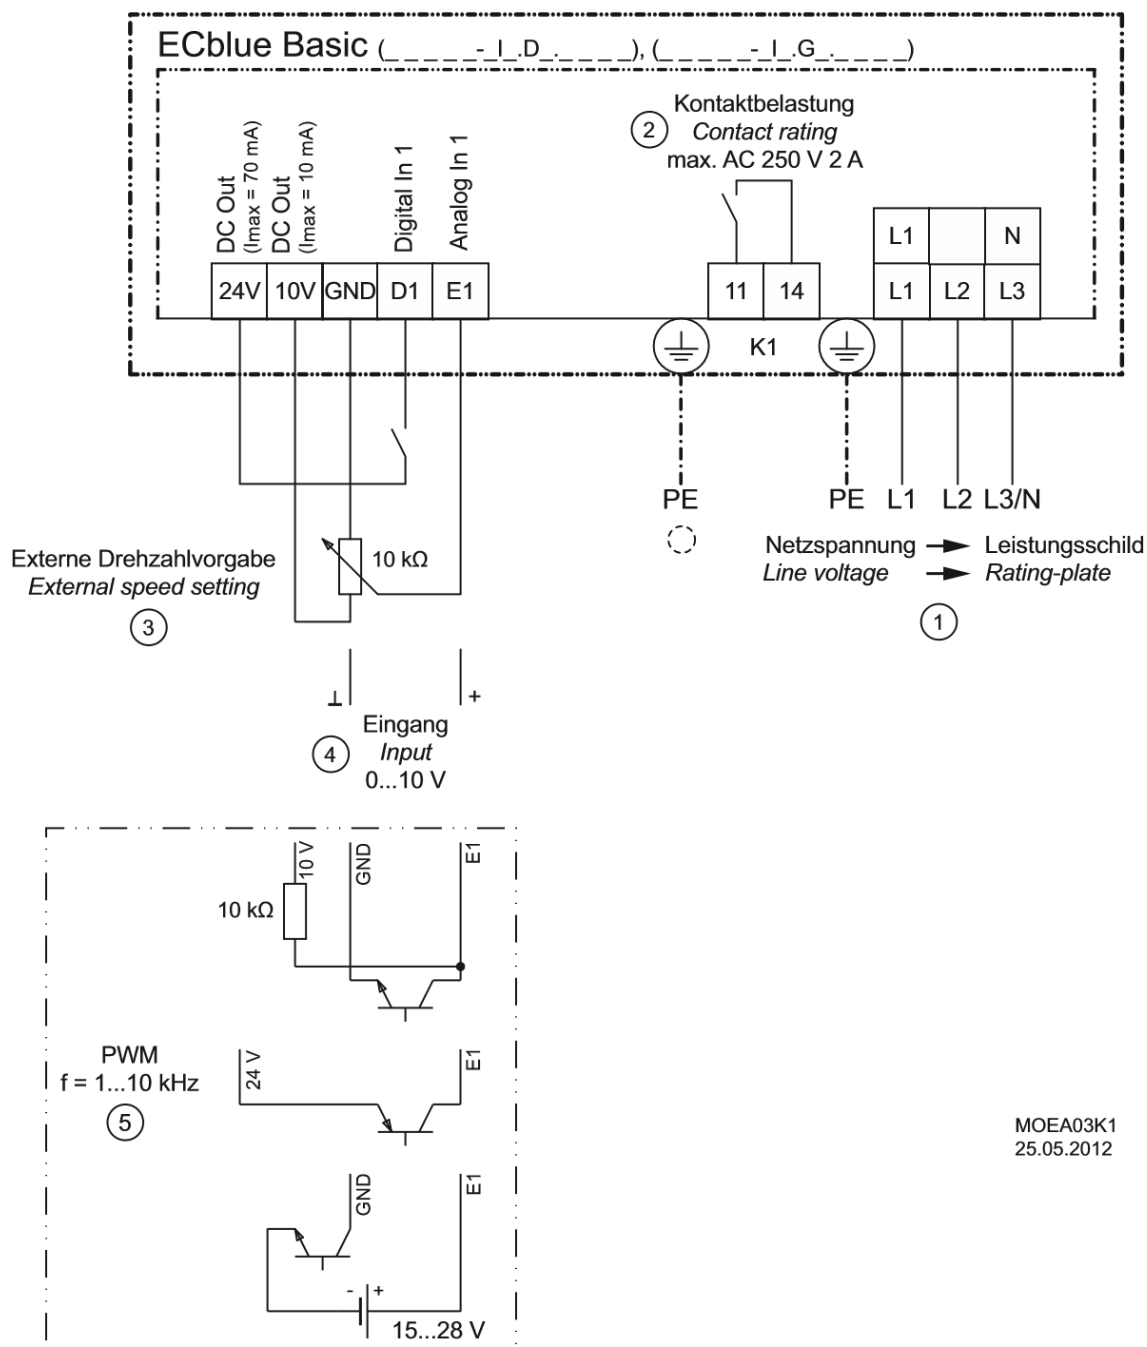 ECblue Basic (_ _ _ _ _-_I_.D_._ _ _ _), (_ _ _ _ _-_I_.G_._ _ _ _)
Kontaktbelastung
2
Contact rating
max. AC 250 V 2 A
DC Out
(Imax = 70 mA)
DC Out
(Imax = 10 mA)
Digital In 1
Analog In 1
L1 N
24V 10V GND D1 E1 11 14 L1 L2 L3
K1
PE PE L1 L2 L3/N
Externe Drehzahlvorgabe
External speed setting
3
10 kΩ
Netzspannung Leistungsschild
Line voltage Rating-plate
1
⊥ +
Eingang
4
Input
0...10 V
10 V GND E1
10 kΩ
24 V E1
PWM
f = 1...10 kHz
5
GND E1
- +
15...28 V
MOEA03K1
25.05.2012